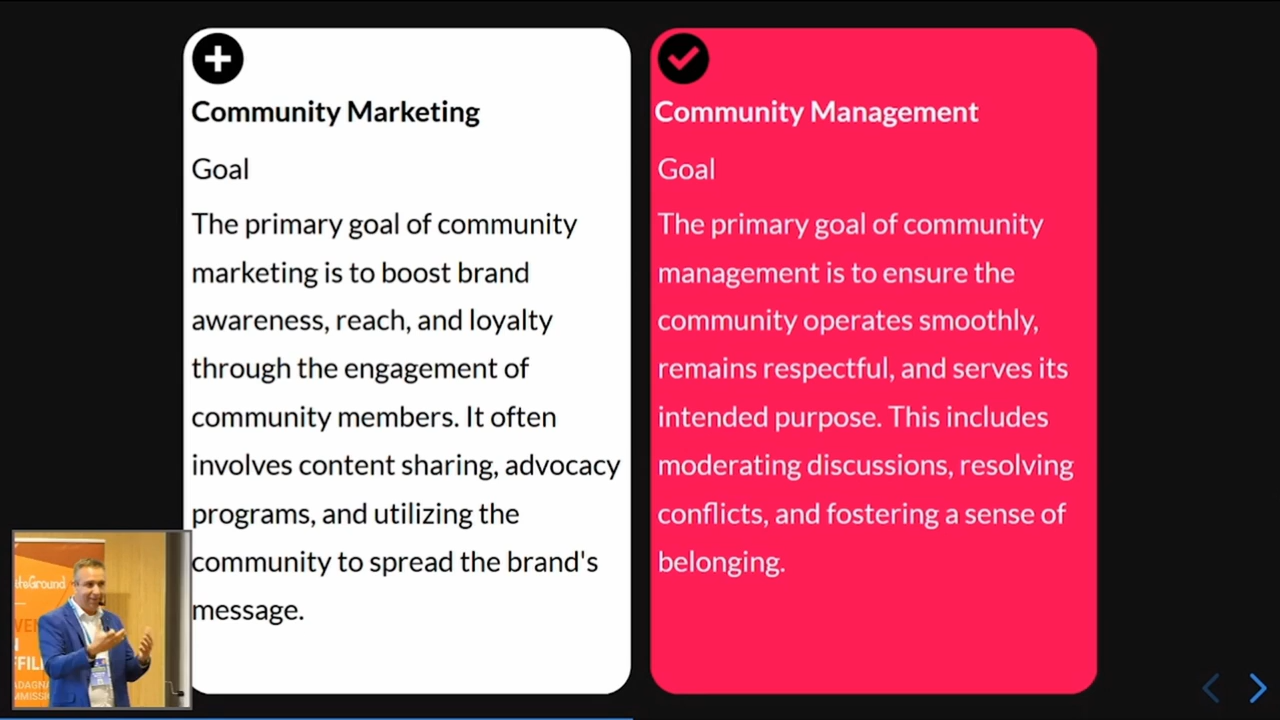 Community Marketing
Goal
The primary goal of community
marketing is to boost brand
awareness, reach, and loyalty
through the engagement of
community members. It often
involves content sharing, advocacy
programs, and utilizing the
community to spread the brand's
message.
Community Management
Goal
The primary goal of community
management is to ensure the
community operates smoothly,
remains respectful, and serves its
intended purpose. This includes
moderating discussions, resolving
conflicts, and fostering a sense of
belonging.